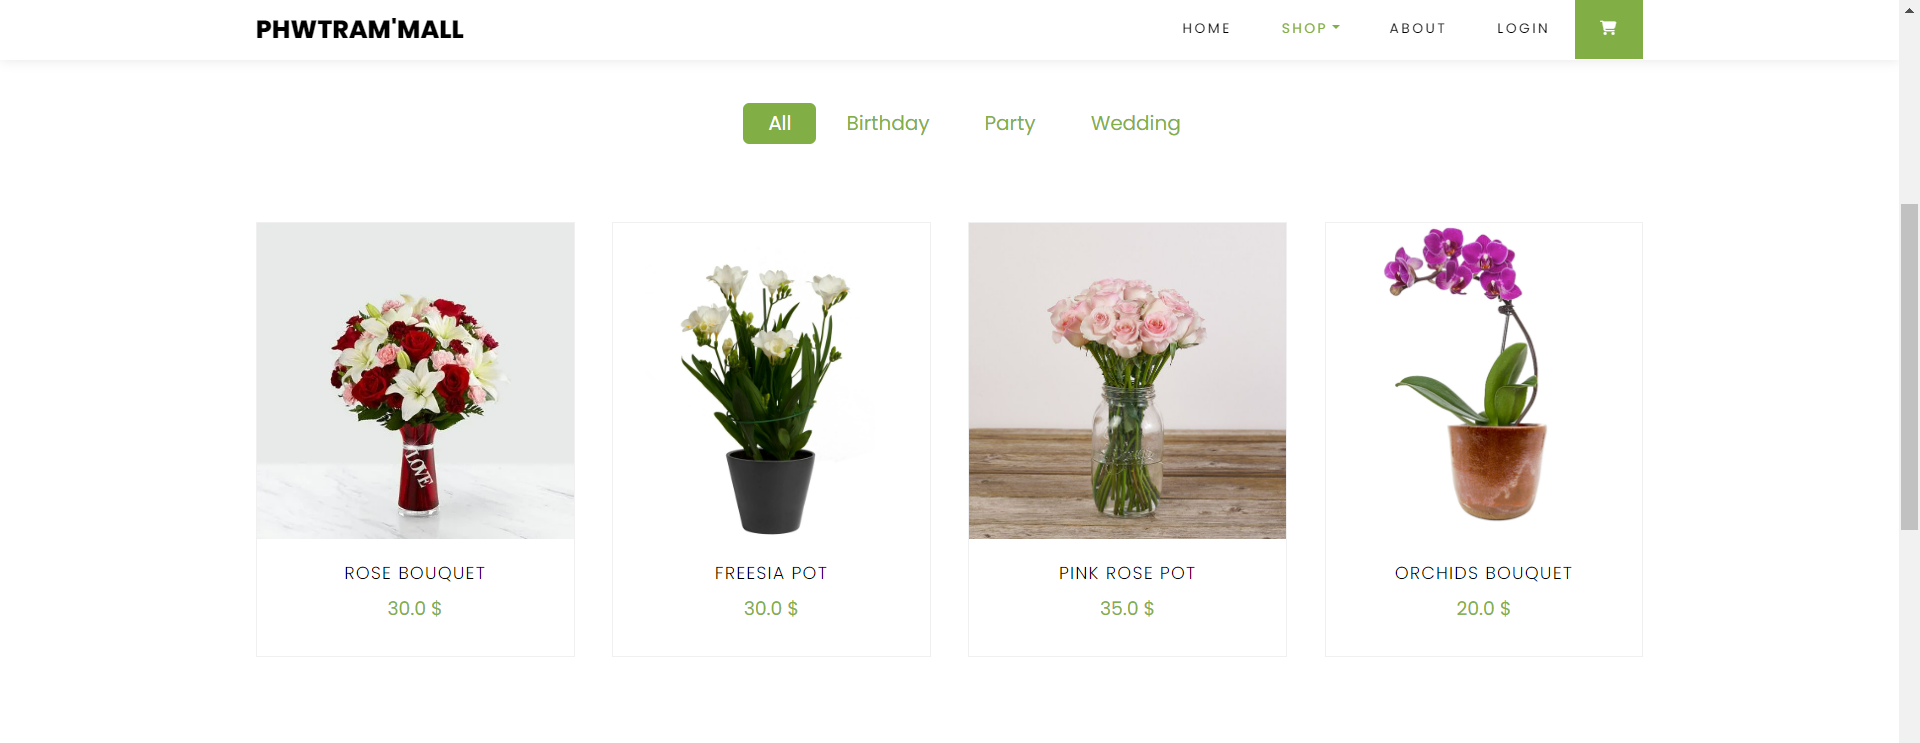 PHWTRAM'MALL
HOME SHOP ABOUT LOGIN
All Birthday Party Wedding
LOVE
ROSE BOUQUET
30.0 $
FREESIA POT
30.0 $
PINK ROSE POT
35.0 $
ORCHIDS BOUQUET
20.0 $